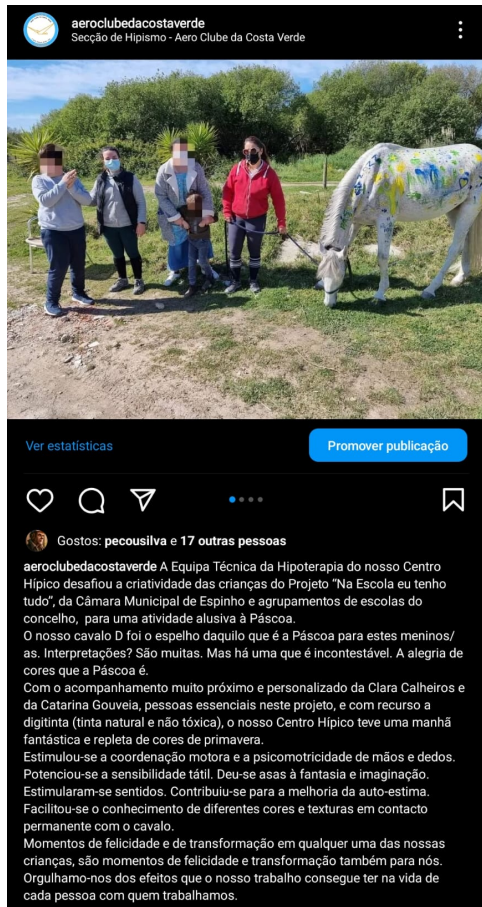 aeroclubedacostaverde
Secção de Hipismo - Aero Clube da Costa Verde
Ver estatísticas
Promover publicação
Gostos: pecousilva e 17 outras pessoas
aeroclubedacostaverde A Equipa Técnica da Hipoterapia do nosso Centro
Hípico desafiou a criatividade das crianças do Projeto “Na Escola eu tenho
tudo”, da Câmara Municipal de Espinho e agrupamentos de escolas do
concelho, para uma atividade alusiva à Páscoa.
O nosso cavalo D foi o espelho daquilo que é a Páscoa para estes meninos/
as. Interpretações? São muitas. Mas há uma que é incontestável. A alegria de
cores que a Páscoa é.
Com o acompanhamento muito próximo e personalizado da Clara Calheiros e
da Catarina Gouveia, pessoas essenciais neste projeto, e com recurso a
digitinta (tinta natural e não tóxica), o nosso Centro Hípico teve uma manhã
fantástica e repleta de cores de primavera.
Estimulou-se a coordenação motora e a psicomotricidade de mãos e dedos.
Potenciou-se a sensibilidade tátil. Deu-se asas à fantasia e imaginação.
Estimularam-se sentidos. Contribuiu-se para a melhoria da auto-estima.
Facilitou-se o conhecimento de diferentes cores e texturas em contacto
permanente com o cavalo.
Momentos de felicidade e de transformação em qualquer uma das nossas
crianças, são momentos de felicidade e transformação também para nós.
Orgulhamo-nos dos efeitos que o nosso trabalho consegue ter na vida de
cada pessoa com quem trabalhamos.